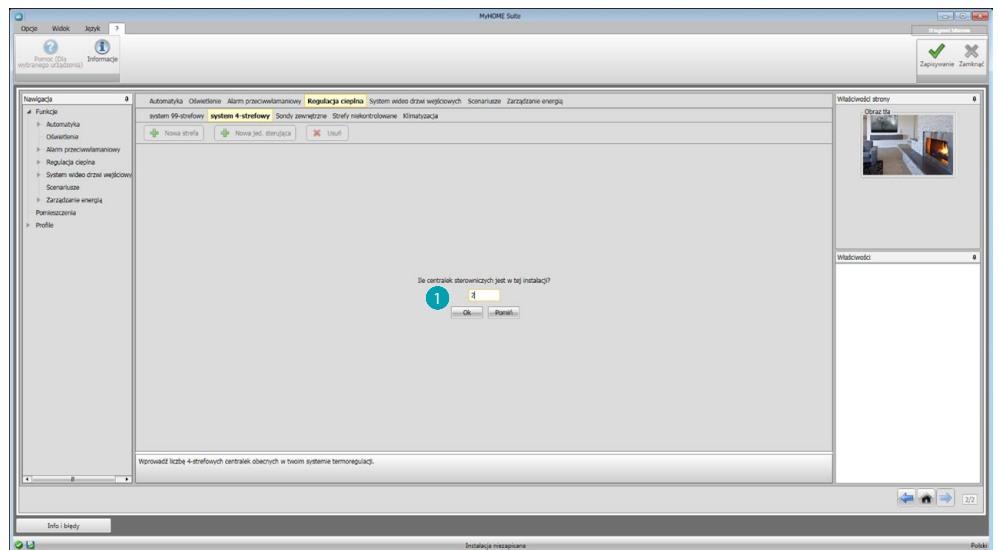 MyHOME Suite
Opcje Widok Język ?
Pomoc (Dla wybranego urządzenia)
Informacje
Zapisywanie Zamknąć
Nawigacja
Funkcje
Automatyka
Oświetlenie
Alarm przeciwwłamaniowy
Regulacja cieplna
System wideo drzwi wejściowy
Scenariusze
Zarządzanie energią
Pomieszczenia
Profile
Automatyka Oświetlenie Alarm przeciwwłamaniowy Regulacja cieplna System wideo drzwi wejściowych Scenariusze Zarządzanie energią
system 99-strefowy system 4-strefowy Sondy zewnętrzne Strefy niekontrolowane Klimatyzacja
Nowa strefa Nowa jed. sterująca Usuń
Ile centralek sterowniczych jest w tej instalacji?
1
2
Ok Pomiń
Wprowadź liczbę 4-strefowych centralek obecnych w twoim systemie termoregulacji.
Właściwości strony
Obraz tła
Właściwości
2/2
Info i błędy
Instalacja niezapisana
Polski